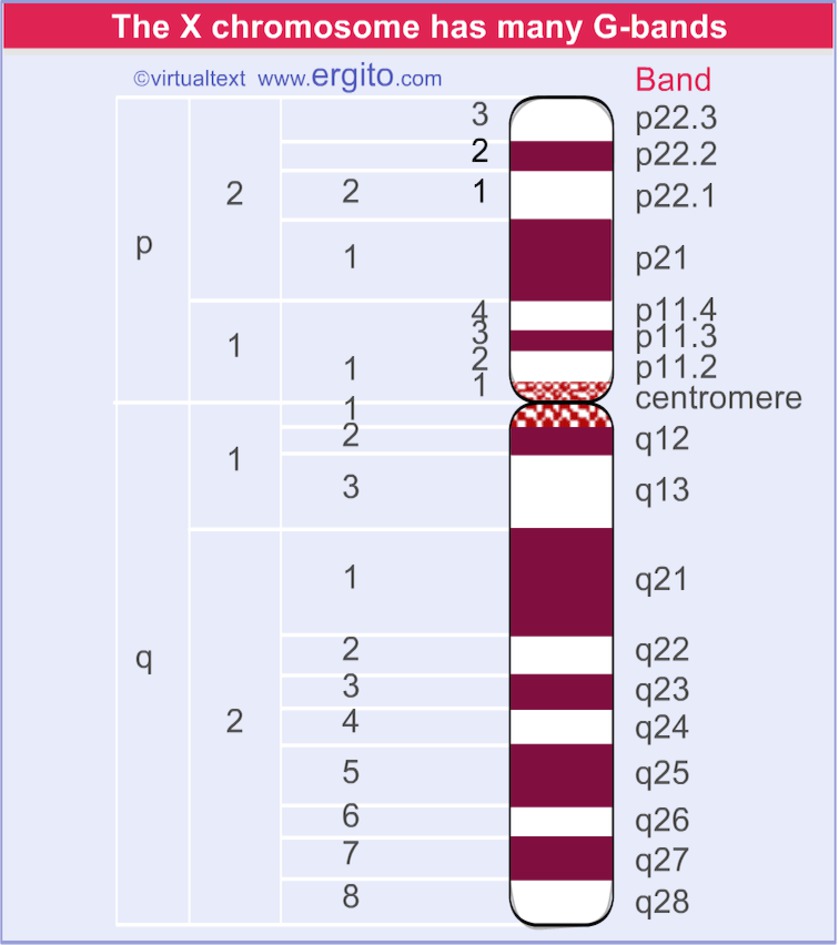 The X chromosome has many G-bands
©virtualtext www.ergito.com
Band
3 p22.3
2 p22.2
2 2 1 p22.1
p
1 p21
4 p11.4
3 p11.3
1
2 p11.2
1
1
centromere
1
2 q12
1
3 q13
1 q21
2 q22
q
3 q23
2 4 q24
5 q25
6 q26
7 q27
8 q28